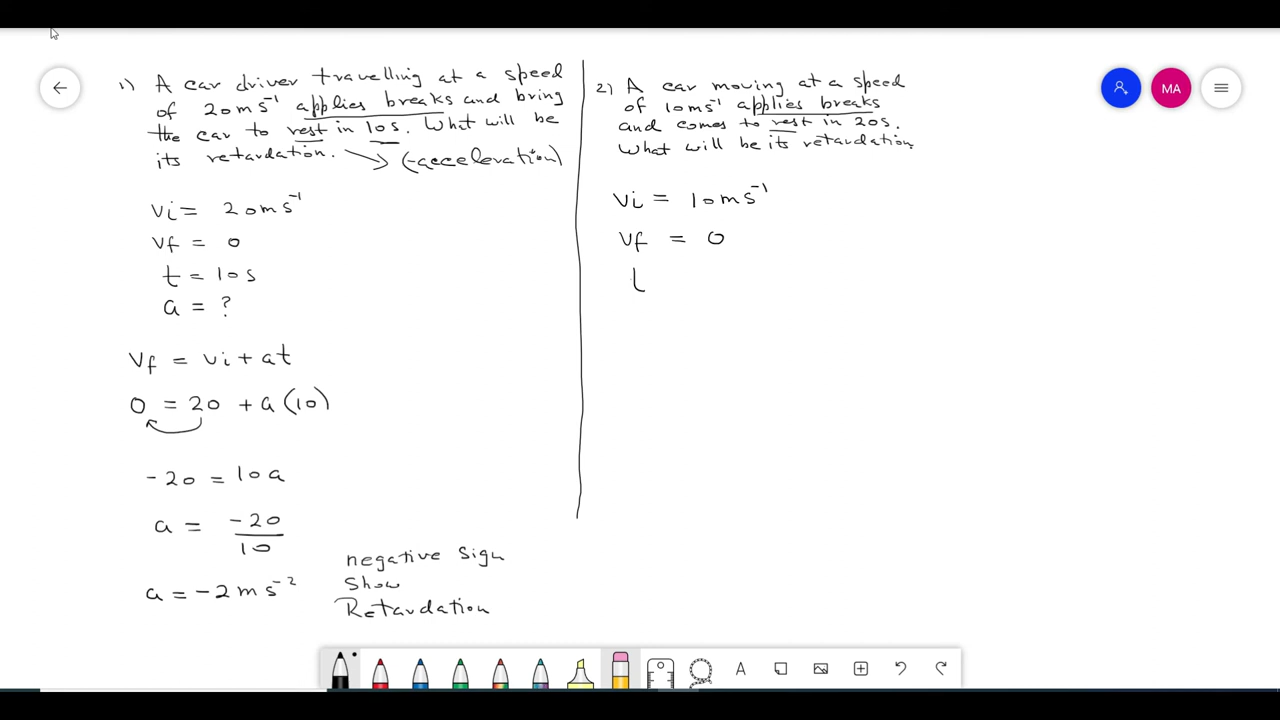 1) A car driver travelling at a speed
of 20ms⁻¹ applies breaks and bring
the car to rest in 10s. What will be
its retardation. → (-acceleration)
vi = 20ms⁻¹
vf = 0
t = 10s
a = ?
Vf = vi + at
0 = 20 + a(10)
-20 = 10a
a = -20/10
a = -2ms⁻²
negative sign
Show
Retardation
2) A car moving at a speed
of 10ms⁻¹ applies breaks
and comes to rest in 20s.
What will be its retardation
Vi = 10ms⁻¹
Vf = 0
t
MA
A